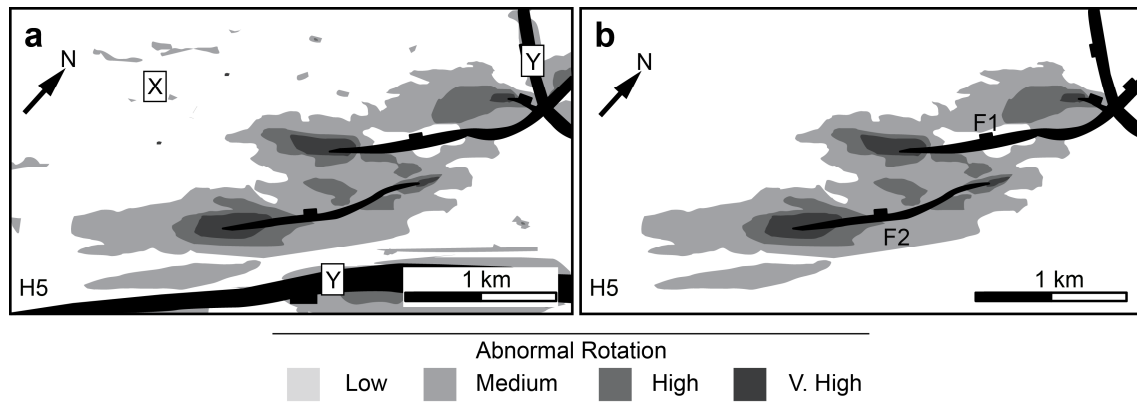 a
N
X
Y
Y
H5
1 km
b
N
F1
F2
H5
1 km
Abnormal Rotation
Low Medium High V. High